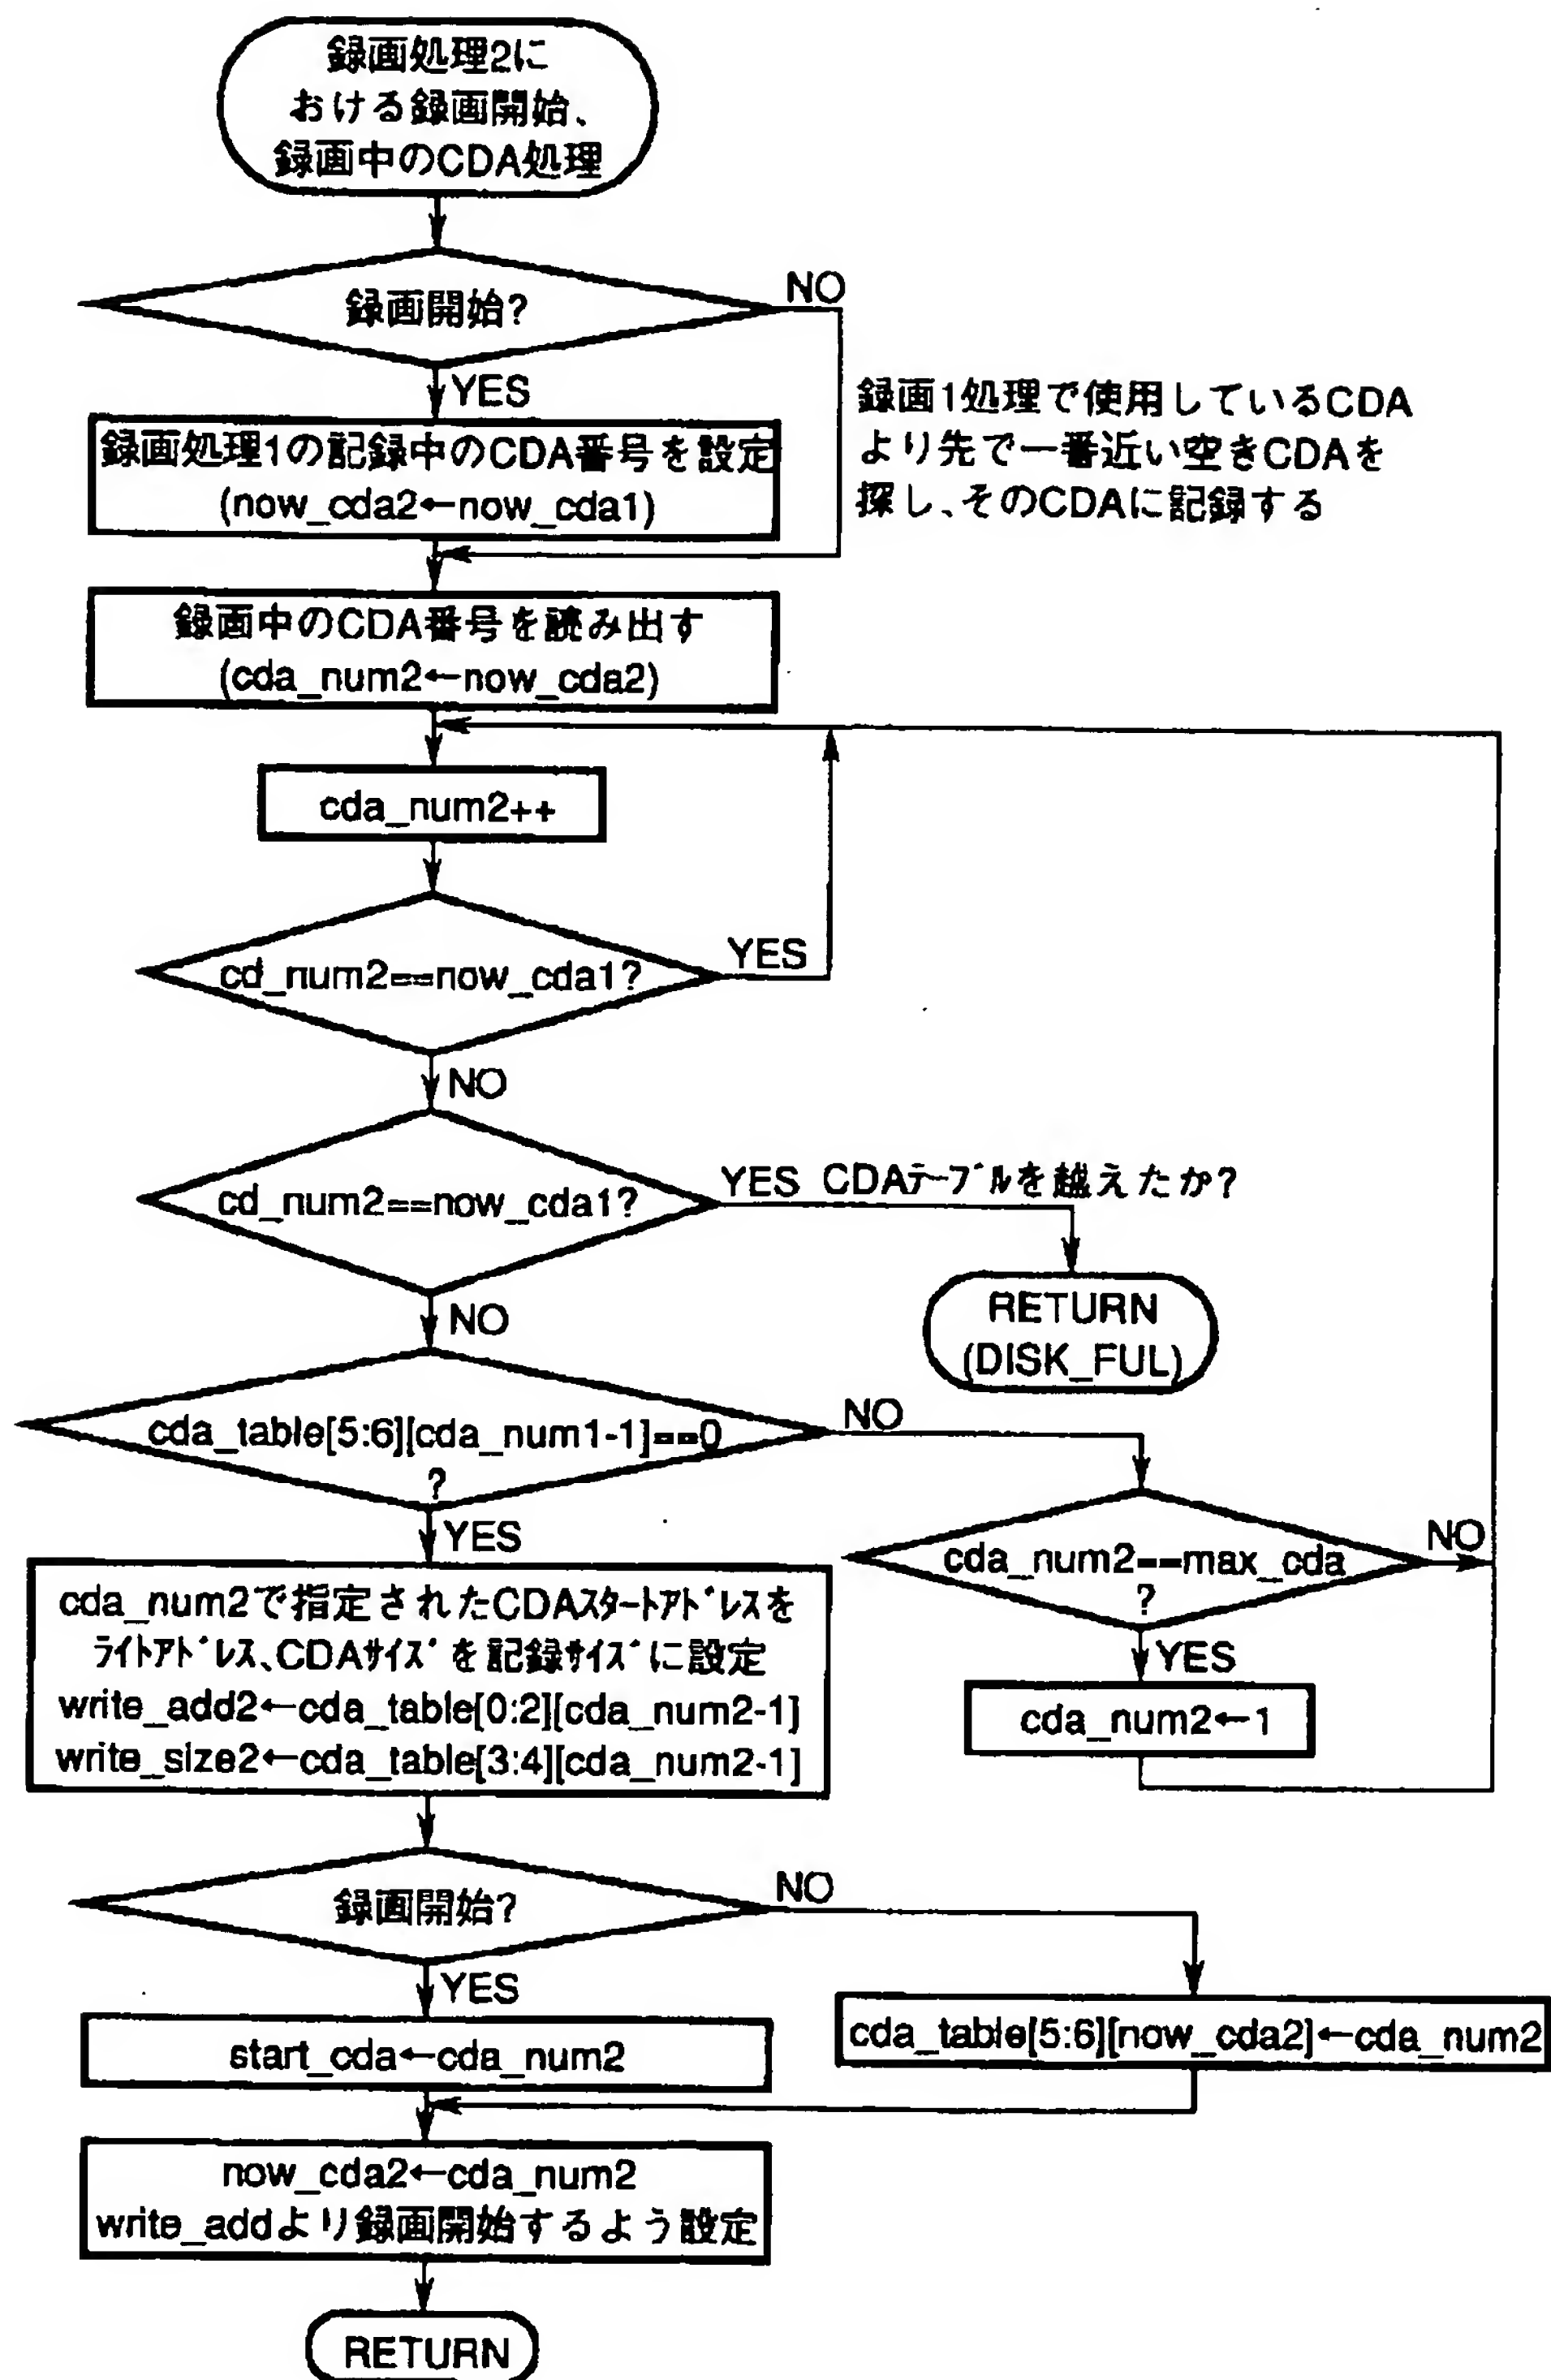 録画処理2に
おける録画開始、
録画中のCDA処理
録画開始?
NO
YES
録画1処理で使用しているCDA
より先で一番近い空きCDAを
探し、そのCDAに記録する
録画処理1の記録中のCDA番号を設定
(now_cda2←now_cda1)
録画中のCDA番号を読み出す
(cda_num2←now_cda2)
cda_num2++
cd_num2==now_cda1?
YES
NO
cd_num2==now_cda1?
YES CDAテーブルを越えたか?
RETURN
(DISK_FUL)
NO
cda_table[5:6][cda_num1-1]==0
?
NO
YES
cda_num2==max_cda
?
NO
YES
cda_num2←1
cda_num2で指定されたCDAスタートアドレスを
ライトアドレス、CDAサイズを記録サイズに設定
write_add2←cda_table[0:2][cda_num2-1]
write_size2←cda_table[3:4][cda_num2-1]
録画開始?
NO
YES
start_cda←cda_num2
cda_table[5:6][now_cda2]←cda_num2
now_cda2←cda_num2
write_addより録画開始するよう設定
RETURN